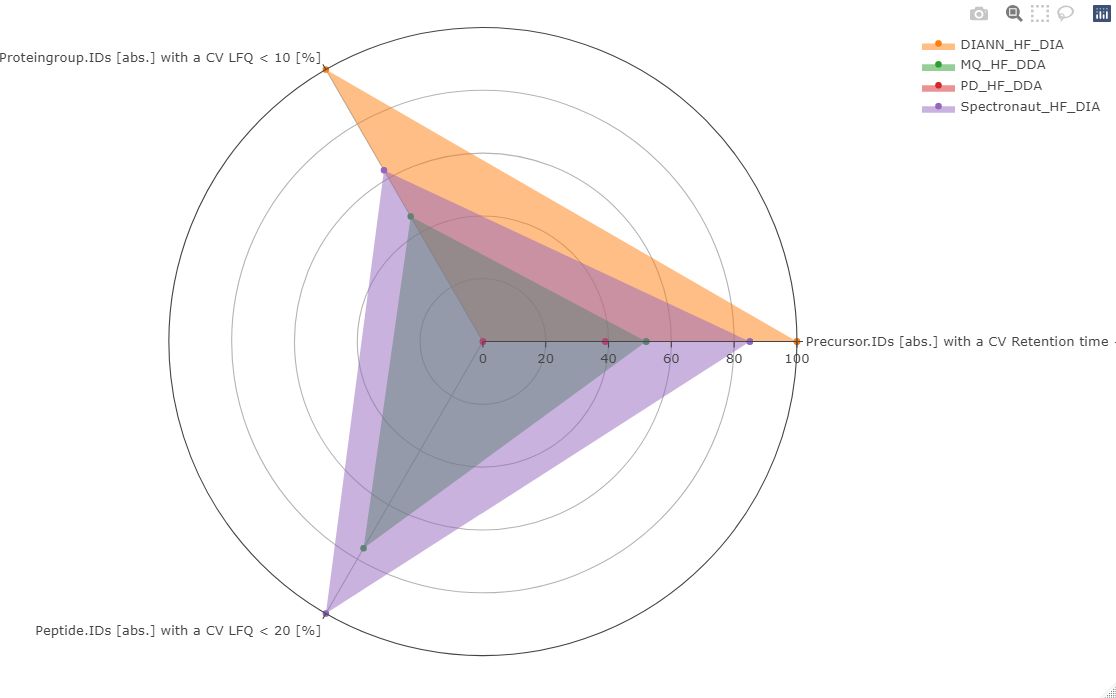 DIANN_HF_DIA
MQ_HF_DDA
PD_HF_DDA
Spectronaut_HF_DIA
Proteingroup.IDs [abs.] with a CV LFQ < 10 [%]
Precursor.IDs [abs.] with a CV Retention time
0 20 40 60 80 100
Peptide.IDs [abs.] with a CV LFQ < 20 [%]